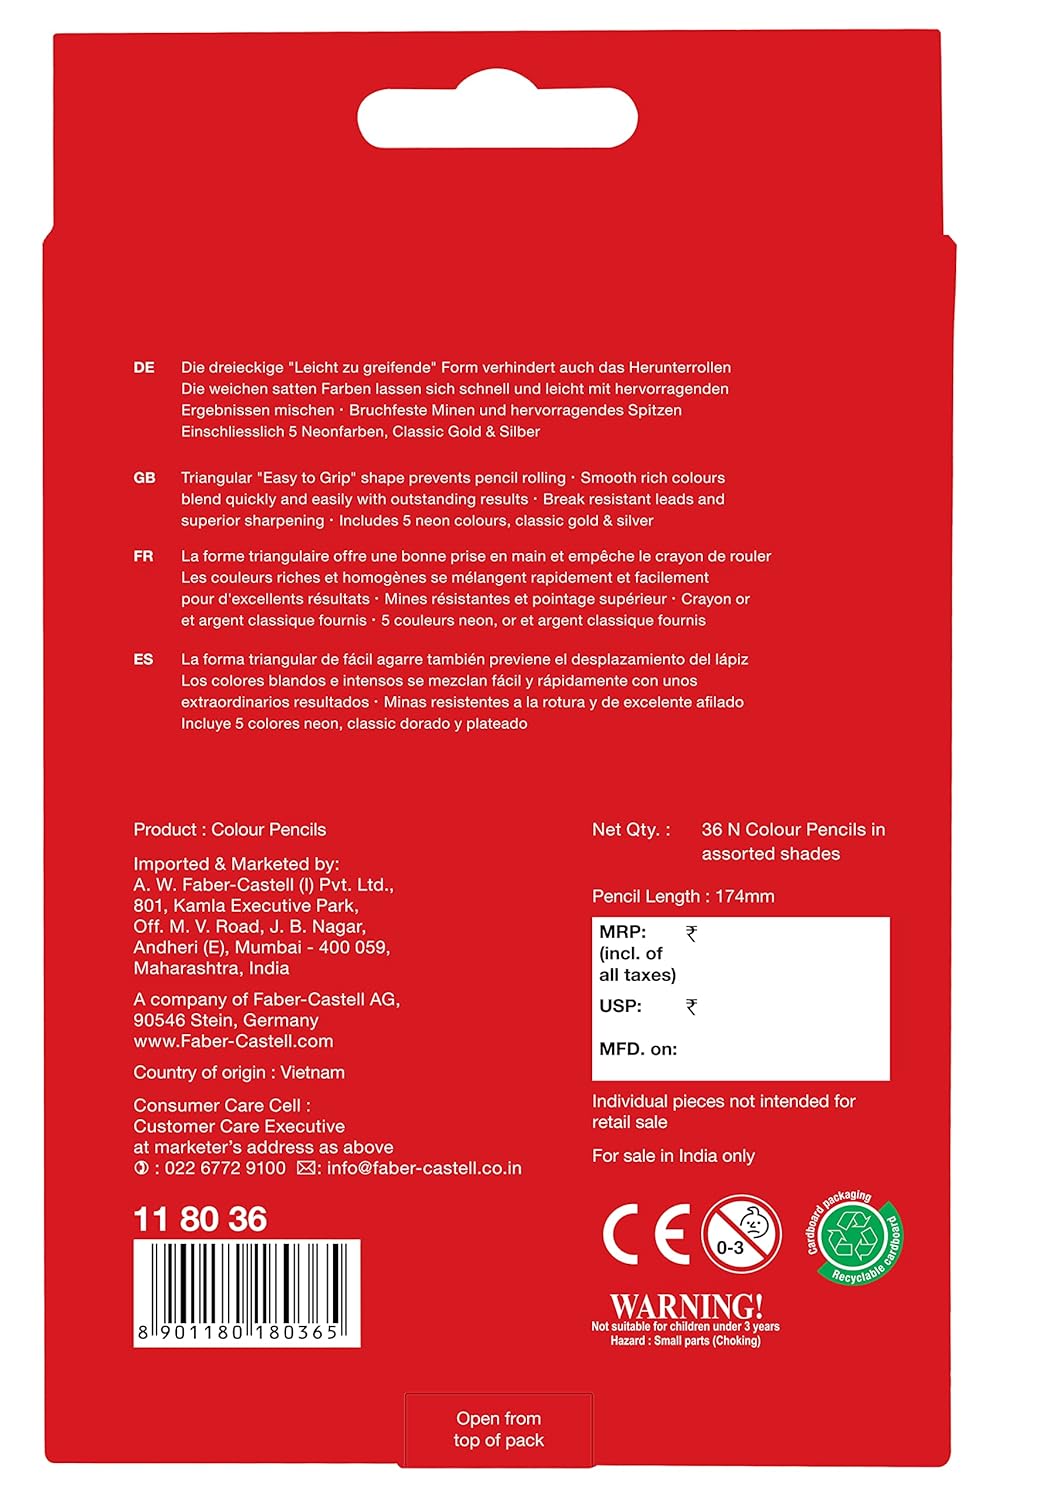 DE Die dreieckige "Leicht zu greifende" Form verhindert auch das Herunterrollen
Die weichen satten Farben lassen sich schnell und leicht mit hervorragenden
Ergebnissen mischen · Bruchfeste Minen und hervorragendes Spitzen
Einschliesslich 5 Neonfarben, Classic Gold & Silber
GB Triangular "Easy to Grip" shape prevents pencil rolling · Smooth rich colours
blend quickly and easily with outstanding results · Break resistant leads and
superior sharpening · Includes 5 neon colours, classic gold & silver
FR La forme triangulaire offre une bonne prise en main et empêche le crayon de rouler
Les couleurs riches et homogènes se mélangent rapidement et facilement
pour d'excellents résultats · Mines résistantes et pointage supérieur · Crayon or
et argent classique fournis · 5 couleurs neon, or et argent classique fournis
ES La forma triangular de fácil agarre también previene el desplazamiento del lápiz
Los colores blandos e intensos se mezclan fácil y rápidamente con unos
extraordinarios resultados · Minas resistentes a la rotura y de excelente afilado
Incluye 5 colores neon, classic dorado y plateado
Product : Colour Pencils
Imported & Marketed by:
A. W. Faber-Castell (I) Pvt. Ltd.,
801, Kamla Executive Park,
Off. M. V. Road, J. B. Nagar,
Andheri (E), Mumbai - 400 059,
Maharashtra, India
A company of Faber-Castell AG,
90546 Stein, Germany
www.Faber-Castell.com
Country of origin : Vietnam
Consumer Care Cell :
Customer Care Executive
at marketer's address as above
: 022 6772 9100 : info@faber-castell.co.in
11 80 36
8 901180 180365
Net Qty. : 36 N Colour Pencils in
assorted shades
Pencil Length : 174mm
MRP: ₹
(incl. of
all taxes)
USP: ₹
MFD. on:
Individual pieces not intended for
retail sale
For sale in India only
CE
0-3
Cardboard packaging
Recyclable cardboard
WARNING!
Not suitable for children under 3 years
Hazard : Small parts (Choking)
Open from
top of pack